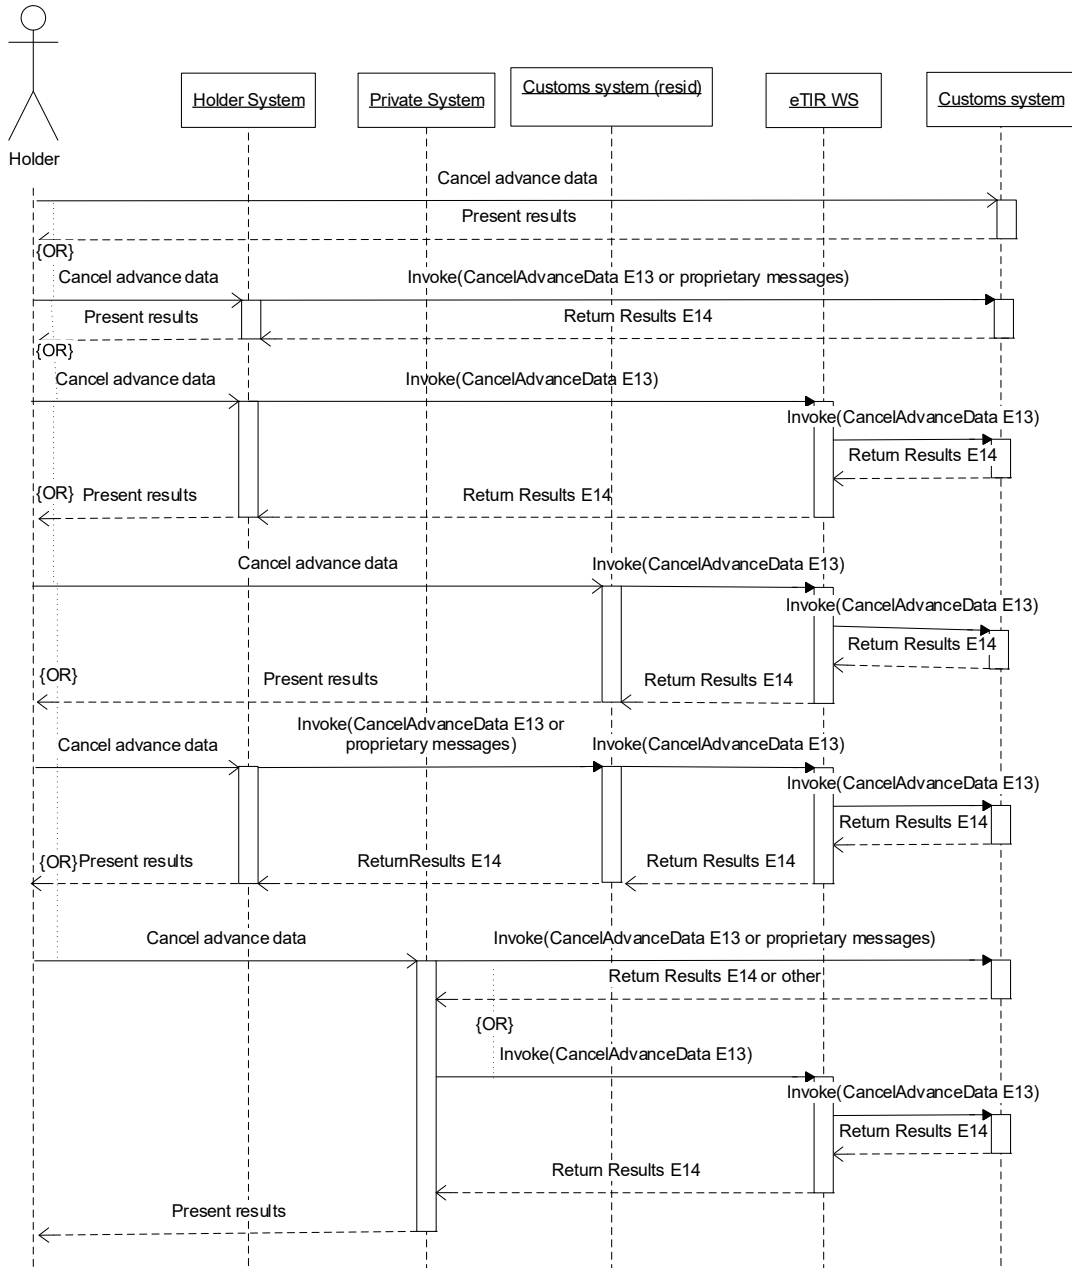 Holder
Holder System
Private System
Customs system (resid)
eTIR WS
Customs system
Cancel advance data
Present results
{OR}
Cancel advance data
Invoke(CancelAdvanceData E13 or proprietary messages)
Present results
Return Results E14
{OR}
Cancel advance data
Invoke(CancelAdvanceData E13)
Invoke(CancelAdvanceData E13)
Return Results E14
{OR}
Present results
Return Results E14
Cancel advance data
Invoke(CancelAdvanceData E13)
Invoke(CancelAdvanceData E13)
Return Results E14
{OR}
Present results
Return Results E14
Cancel advance data
Invoke(CancelAdvanceData E13 or
proprietary messages)
Invoke(CancelAdvanceData E13)
Invoke(CancelAdvanceData E13)
Return Results E14
{OR}
Present results
ReturnResults E14
Return Results E14
Cancel advance data
Invoke(CancelAdvanceData E13 or proprietary messages)
Return Results E14 or other
{OR}
Invoke(CancelAdvanceData E13)
Invoke(CancelAdvanceData E13)
Return Results E14
Return Results E14
Present results